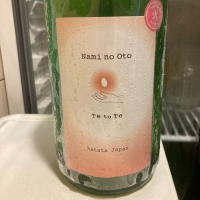 Nami no Oto
Te to Te
katata Japan